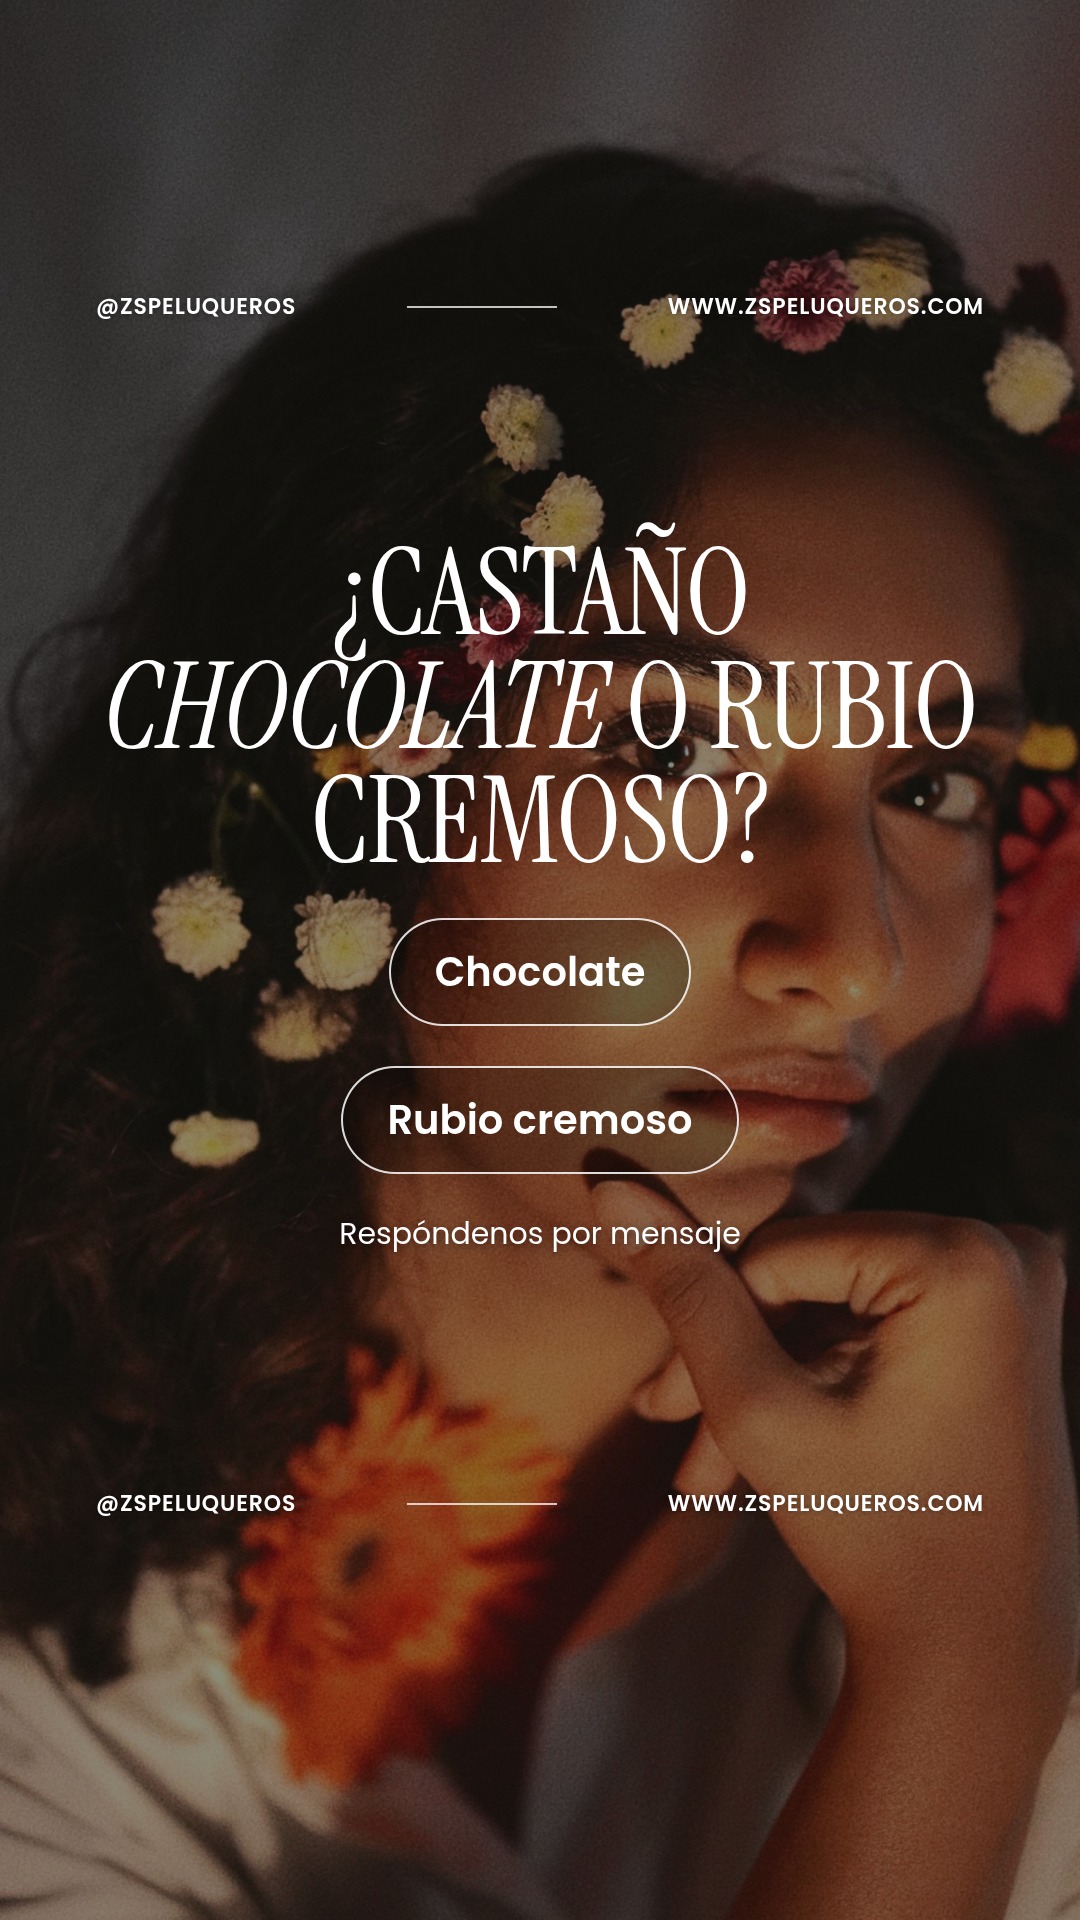 @ZSPELUQUEROS WWW.ZSPELUQUEROS.COM
¿CASTAÑO
CHOCOLATE O RUBIO
CREMOSO?
Chocolate
Rubio cremoso
Respóndenos por mensaje
@ZSPELUQUEROS WWW.ZSPELUQUEROS.COM